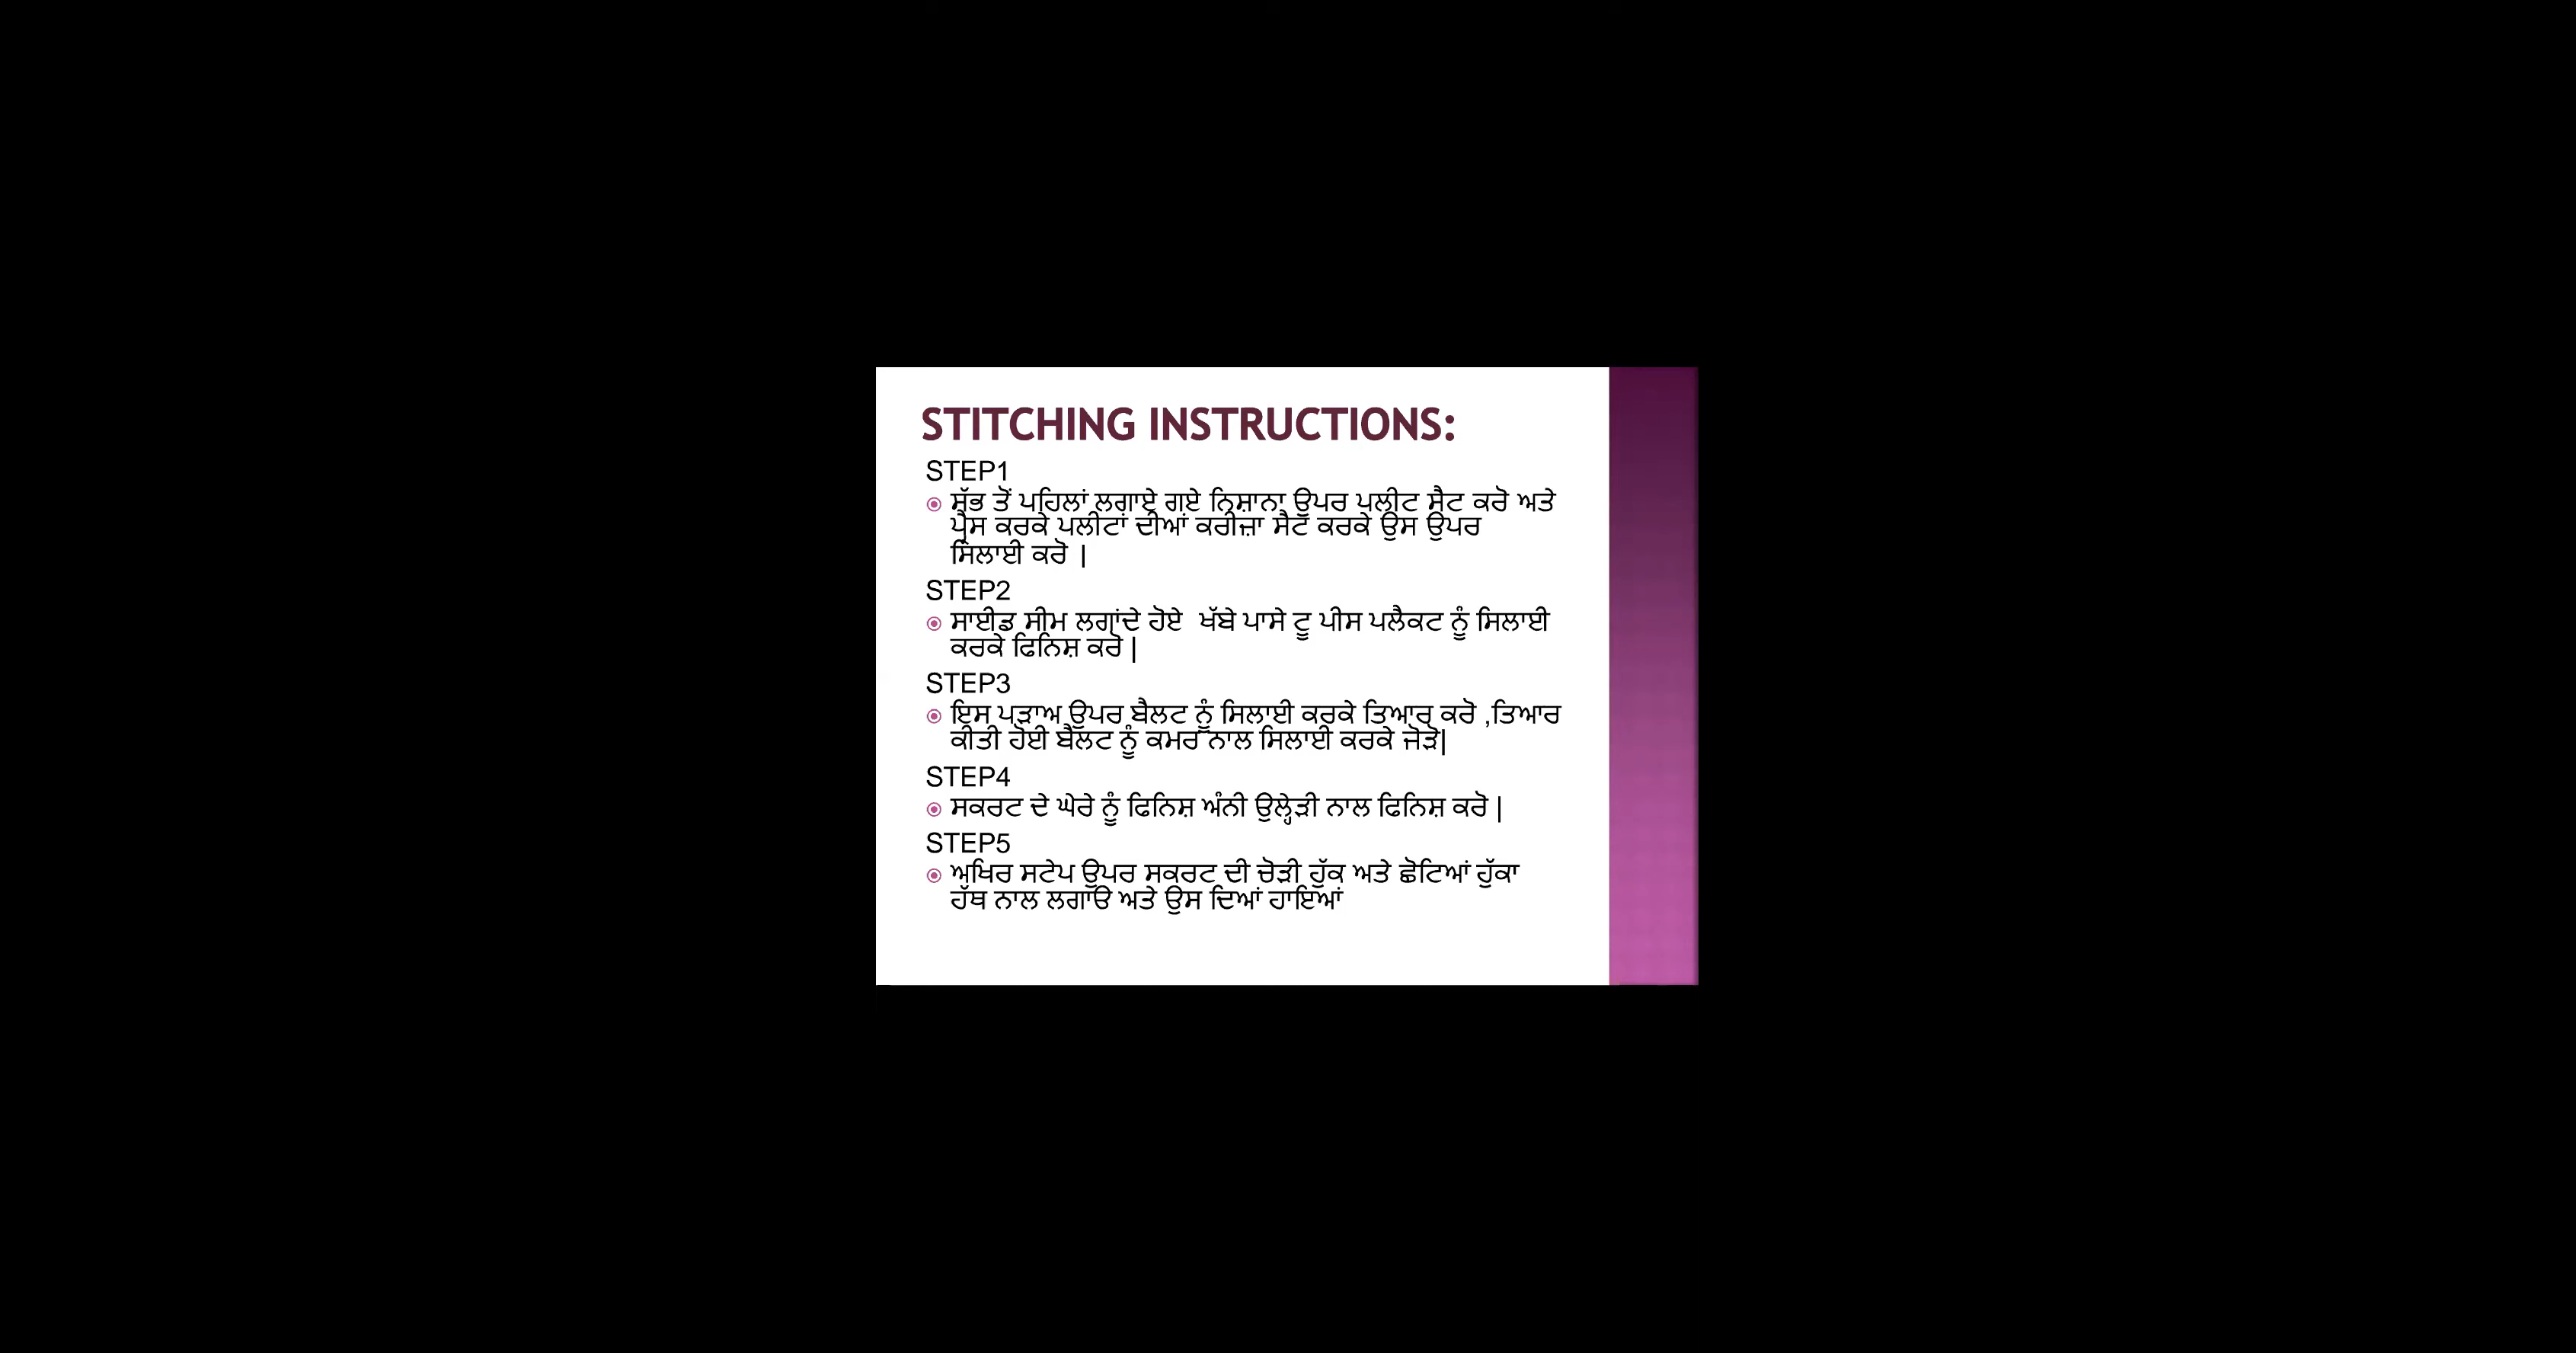 STITCHING INSTRUCTIONS:
STEP1
ਸੱਭ ਤੋਂ ਪਹਿਲਾਂ ਲਗਾਏ ਗਏ ਨਿਸ਼ਾਨਾ ਉਪਰ ਪਲੀਟ ਸੈਟ ਕਰੋ ਅਤੇ
ਪ੍ਰੈਸ ਕਰਕੇ ਪਲੀਟਾਂ ਦੀਆਂ ਕਰੀਜ਼ਾ ਸੈਟ ਕਰਕੇ ਉਸ ਉਪਰ
ਸਿਲਾਈ ਕਰੋ |
STEP2
ਸਾਈਡ ਸੀਮ ਲਗਾਂਦੇ ਹੋਏ ਖੱਬੇ ਪਾਸੇ ਟੂ ਪੀਸ ਪਲੈਕਟ ਨੂੰ ਸਿਲਾਈ
ਕਰਕੇ ਫਿਨਿਸ਼ ਕਰੋ |
STEP3
ਇਸ ਪੜਾਅ ਉਪਰ ਬੈਲਟ ਨੂੰ ਸਿਲਾਈ ਕਰਕੇ ਤਿਆਰ ਕਰੋ ,ਤਿਆਰ
ਕੀਤੀ ਹੋਈ ਬੈਲਟ ਨੂੰ ਕਮਰ ਨਾਲ ਸਿਲਾਈ ਕਰਕੇ ਜੋੜੋ|
STEP4
ਸਕਰਟ ਦੇ ਘੇਰੇ ਨੂੰ ਫਿਨਿਸ਼ ਅੰਨੀ ਉਲ੍ਹੇੜੀ ਨਾਲ ਫਿਨਿਸ਼ ਕਰੋ |
STEP5
ਅਖਿਰ ਸਟੇਪ ਉਪਰ ਸਕਰਟ ਦੀ ਚੋੜੀ ਹੁੱਕ ਅਤੇ ਛੋਟਿਆਂ ਹੁੱਕਾ
ਹੱਥ ਨਾਲ ਲਗਾੳ ਅਤੇ ਉਸ ਦਿਆਂ ਹਾਇਆਂ